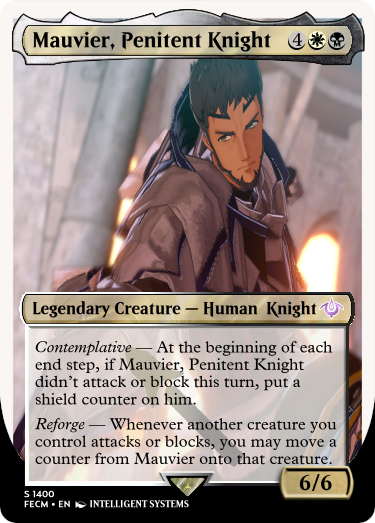 Mauvier, Penitent Knight 4
Legendary Creature — Human Knight
Contemplative — At the beginning of each
end step, if Mauvier, Penitent Knight
didn't attack or block this turn, put a
shield counter on him.
Reforge — Whenever another creature you
control attacks or blocks, you may move a
counter from Mauvier onto that creature.
6/6
S 1400
FECM • EN INTELLIGENT SYSTEMS